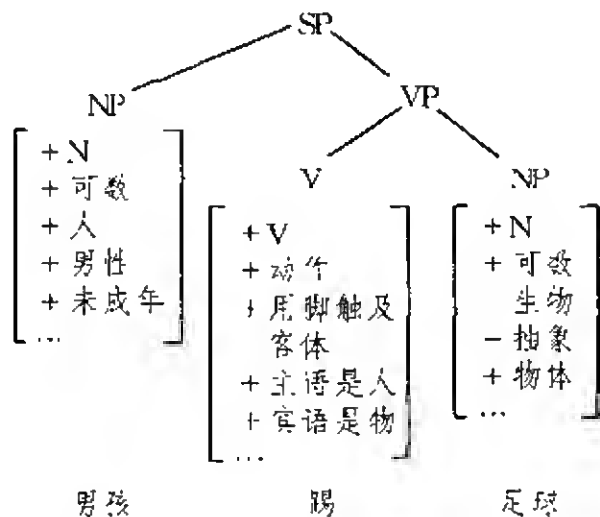 SP
NP
VP
V
NP
+ N
+ 可数
+ 人
+ 男性
+ 未成年
…
+ V
+ 动作
+ 用脚触及
客体
+ 主语是人
+ 宾语是物
…
+ N
+ 可数
生物
- 抽象
+ 物体
…
男孩
踢
足球